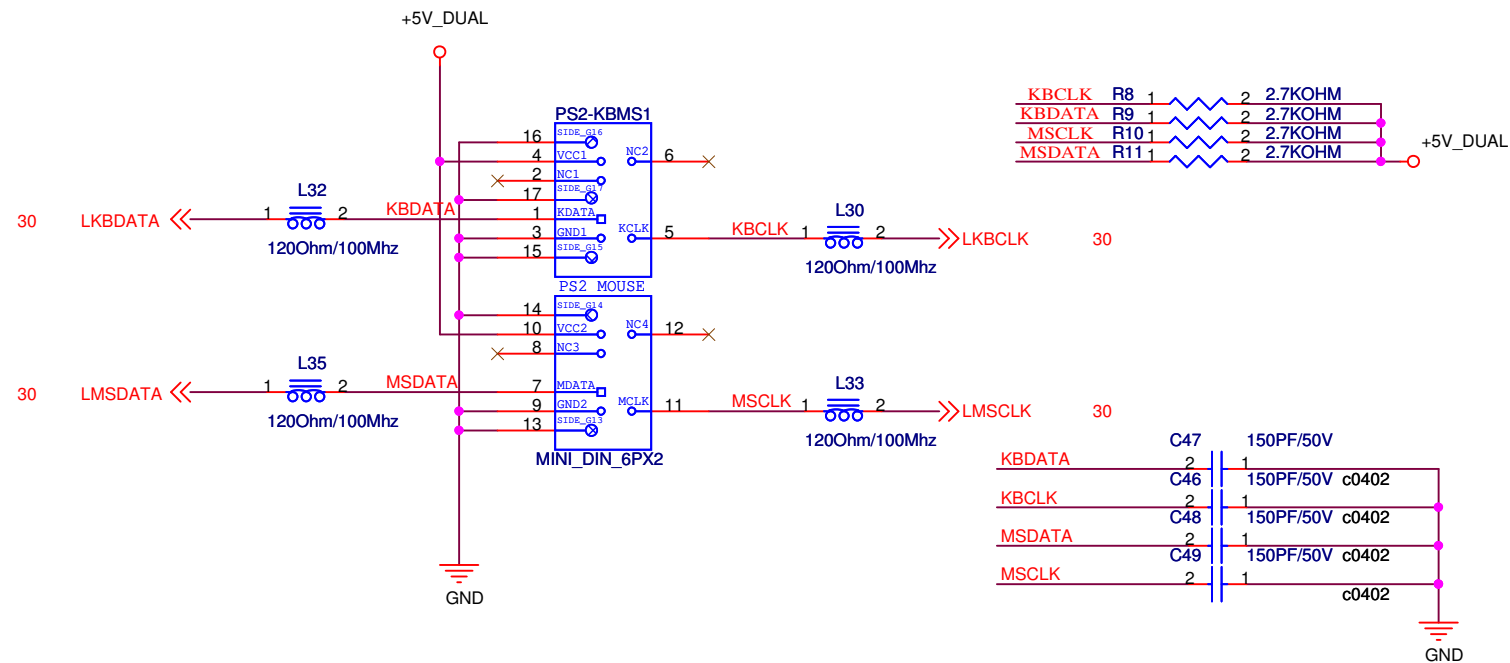 +5V_DUAL
PS2-KBMS1
16 SIDE_G16
4 VCC1 NC2 6
2 NC1
17 SIDE_G17
L32
30 LKBDATA 1 2 KBDATA 1 KDATA
120Ohm/100Mhz
3 GND1 KCLK 5 KBCLK 1 L30 2 LKBCLK 30
15 SIDE_G15
120Ohm/100Mhz
PS2 MOUSE
14 SIDE_G14
10 VCC2 NC4 12
8 NC3
L35
30 LMSDATA 1 2 MSDATA 7 MDATA
120Ohm/100Mhz
9 GND2 MCLK 11 MSCLK 1 L33 2 LMSCLK 30
13 SIDE_G13
120Ohm/100Mhz
MINI_DIN_6PX2
GND
KBCLK R8 1 2 2.7KOHM
KBDATA R9 1 2 2.7KOHM
MSCLK R10 1 2 2.7KOHM
MSDATA R11 1 2 2.7KOHM
+5V_DUAL
C47 150PF/50V
KBDATA 2 1
C46 150PF/50V c0402
KBCLK 2 1
C48 150PF/50V c0402
MSDATA 2 1
C49 150PF/50V c0402
MSCLK 2 1
c0402
GND